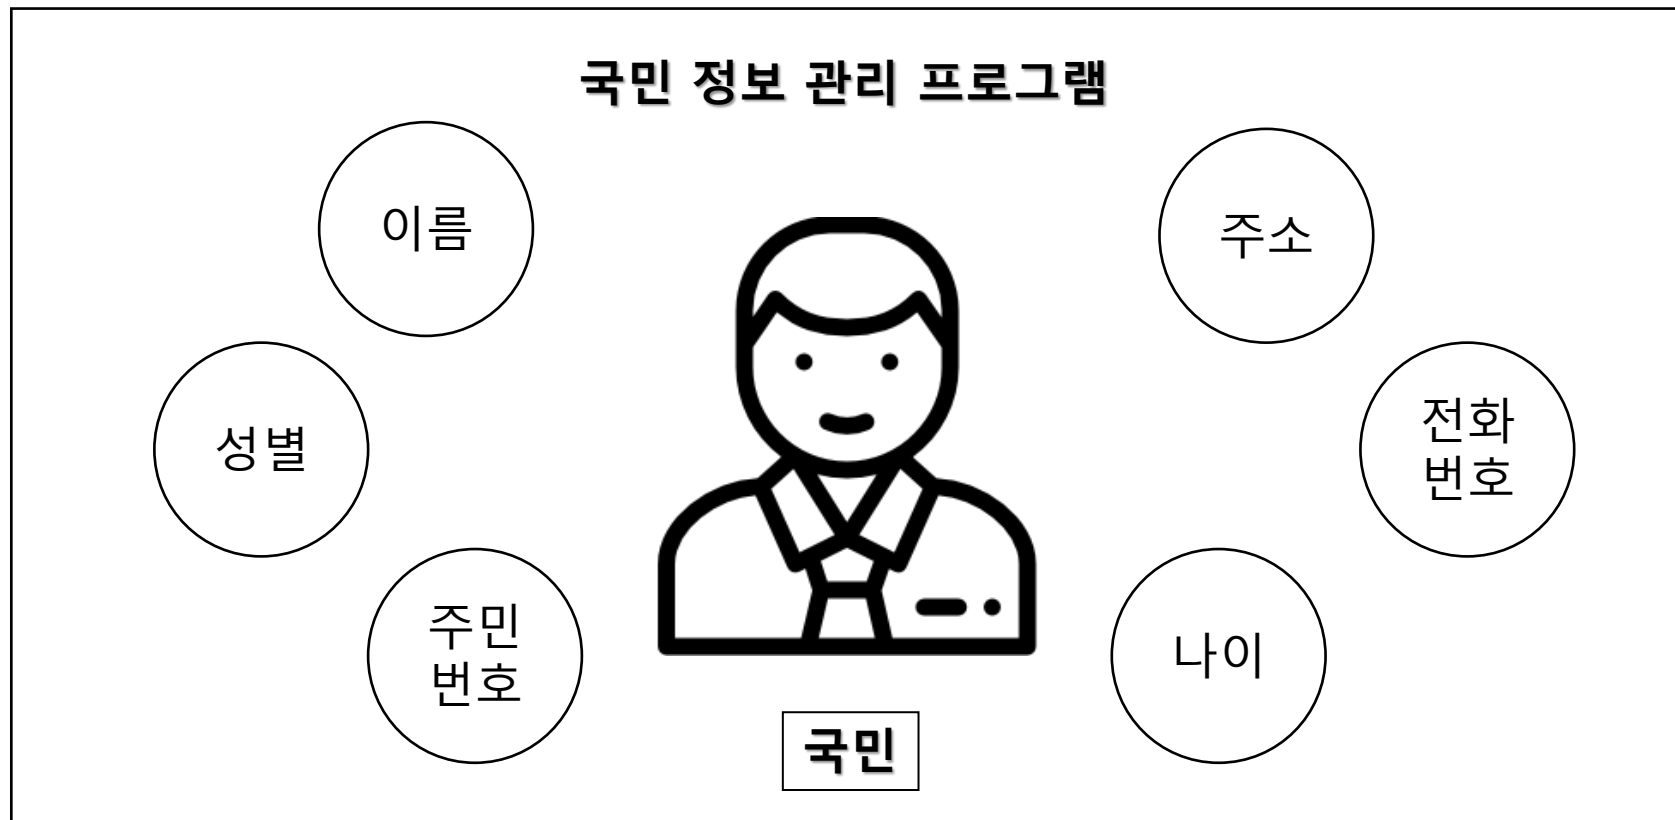 국민 정보 관리 프로그램
이름
주소
성별
전화
번호
주민
번호
나이
국민